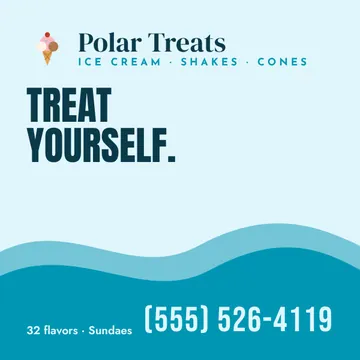 Polar Treats
ICE CREAM · SHAKES · CONES
TREAT
YOURSELF.
32 flavors · Sundaes
(555) 526-4119